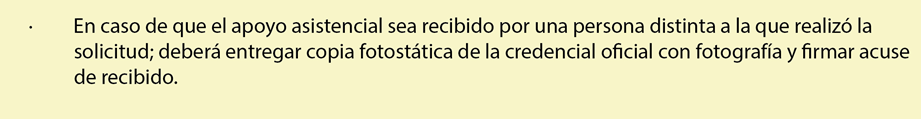 · En caso de que el apoyo asistencial sea recibido por una persona distinta a la que realizó la
solicitud; deberá entregar copia fotostática de la credencial oficial con fotografía y firmar acuse
de recibido.